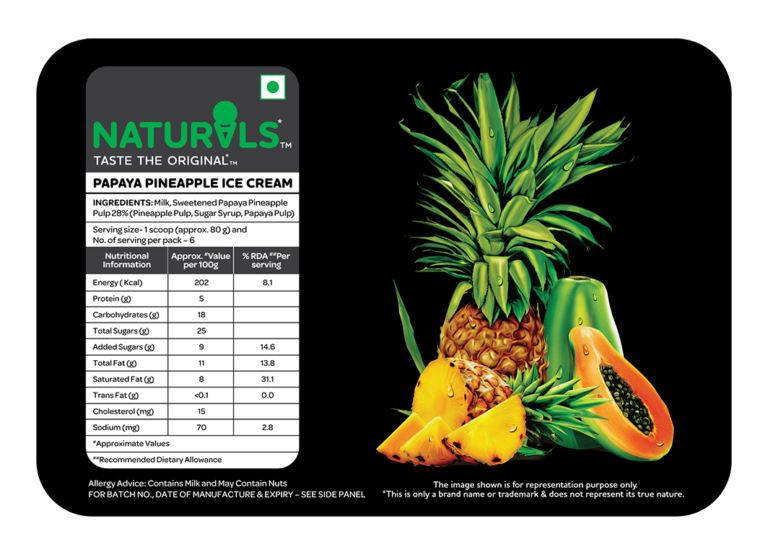 NATURALS*™
TASTE THE ORIGINAL*™
PAPAYA PINEAPPLE ICE CREAM
INGREDIENTS: Milk, Sweetened Papaya Pineapple
Pulp 28% (Pineapple Pulp, Sugar Syrup, Papaya Pulp)
Serving size- 1 scoop (approx. 80 g) and
No. of serving per pack – 6
Nutritional Information | Approx. #Value per 100g | % RDA ##Per serving
Energy ( Kcal) 202 8.1
Protein (g) 5
Carbohydrates (g) 18
Total Sugars (g) 25
Added Sugars (g) 9 14.6
Total Fat (g) 11 13.8
Saturated Fat (g) 8 31.1
Trans Fat (g) <0.1 0.0
Cholesterol (mg) 15
Sodium (mg) 70 2.8
#Approximate Values
##Recommended Dietary Allowance
Allergy Advice: Contains Milk and May Contain Nuts
FOR BATCH NO., DATE OF MANUFACTURE & EXPIRY – SEE SIDE PANEL
The image shown is for representation purpose only.
*This is only a brand name or trademark & does not represent its true nature.